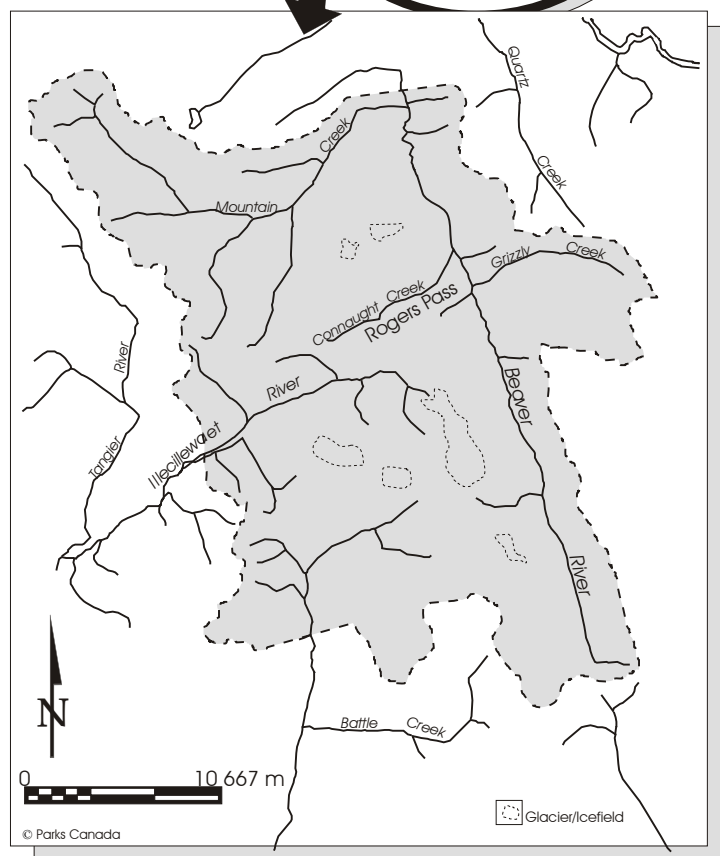 Quartz
Creek
Creek
Mountain
Grizzly Creek
Connaught Creek
Rogers Pass
River
Tangier
River
Illecillewaet
Beaver
River
N
Battle Creek
0 10 667 m
Glacier/Icefield
© Parks Canada